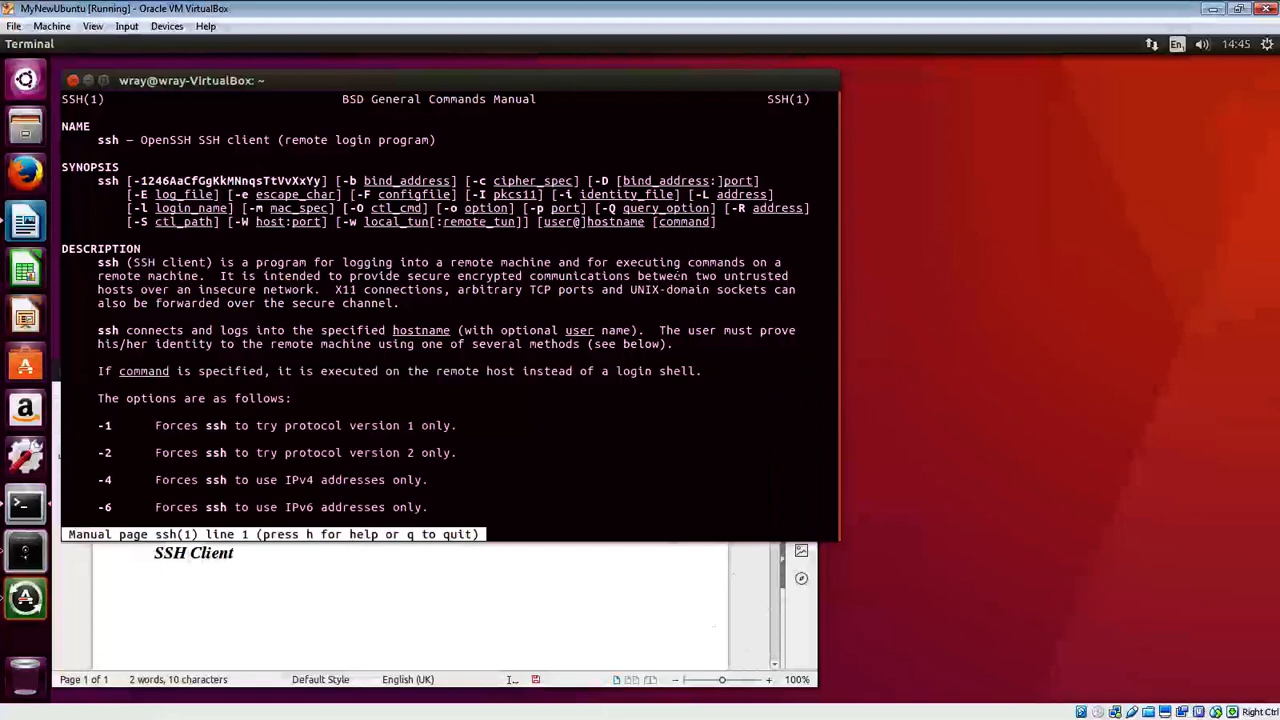 MyNewUbuntu [Running] - Oracle VM VirtualBox
File Machine View Input Devices Help
Terminal En 14:45
wray@wray-VirtualBox: ~
SSH(1) BSD General Commands Manual SSH(1)
NAME
ssh — OpenSSH SSH client (remote login program)
SYNOPSIS
ssh [-1246AaCfGgKkMNnqsTtVvXxYy] [-b bind_address] [-c cipher_spec] [-D [bind_address:]port]
[-E log_file] [-e escape_char] [-F configfile] [-I pkcs11] [-i identity_file] [-L address]
[-l login_name] [-m mac_spec] [-O ctl_cmd] [-o option] [-p port] [-Q query_option] [-R address]
[-S ctl_path] [-W host:port] [-w local_tun[:remote_tun]] [user@]hostname [command]
DESCRIPTION
ssh (SSH client) is a program for logging into a remote machine and for executing commands on a
remote machine. It is intended to provide secure encrypted communications between two untrusted
hosts over an insecure network. X11 connections, arbitrary TCP ports and UNIX-domain sockets can
also be forwarded over the secure channel.
ssh connects and logs into the specified hostname (with optional user name). The user must prove
his/her identity to the remote machine using one of several methods (see below).
If command is specified, it is executed on the remote host instead of a login shell.
The options are as follows:
-1 Forces ssh to try protocol version 1 only.
-2 Forces ssh to try protocol version 2 only.
-4 Forces ssh to use IPv4 addresses only.
-6 Forces ssh to use IPv6 addresses only.
Manual page ssh(1) line 1 (press h for help or q to quit)
SSH Client
Page 1 of 1 2 words, 10 characters Default Style English (UK) 100%
Right Ctrl